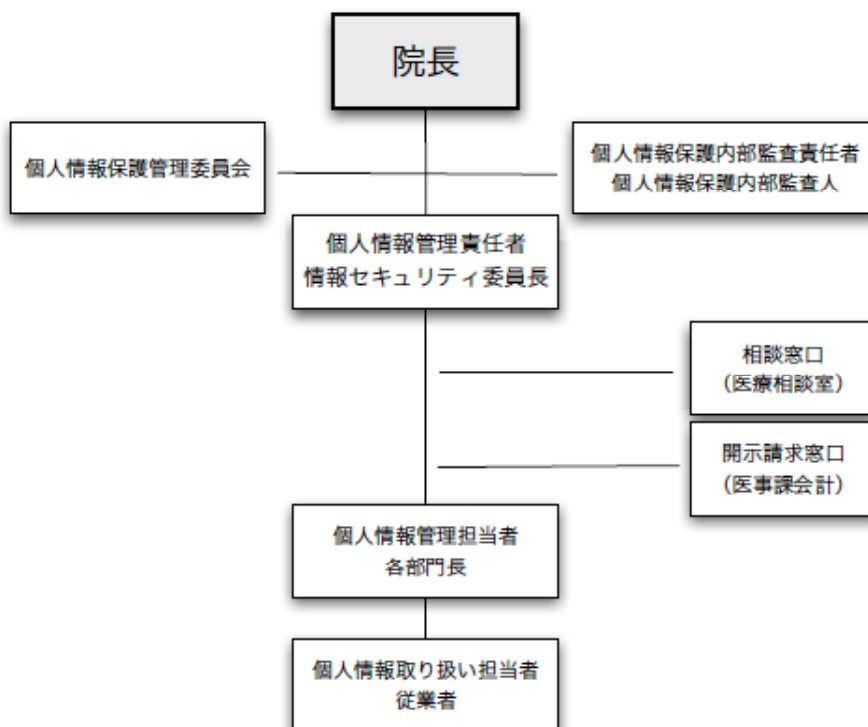 院長
個人情報保護管理委員会
個人情報保護内部監査責任者
個人情報保護内部監査人
個人情報管理責任者
情報セキュリティ委員長
相談窓口
（医療相談室）
開示請求窓口
（医事課会計）
個人情報管理担当者
各部門長
個人情報取り扱い担当者
従業者